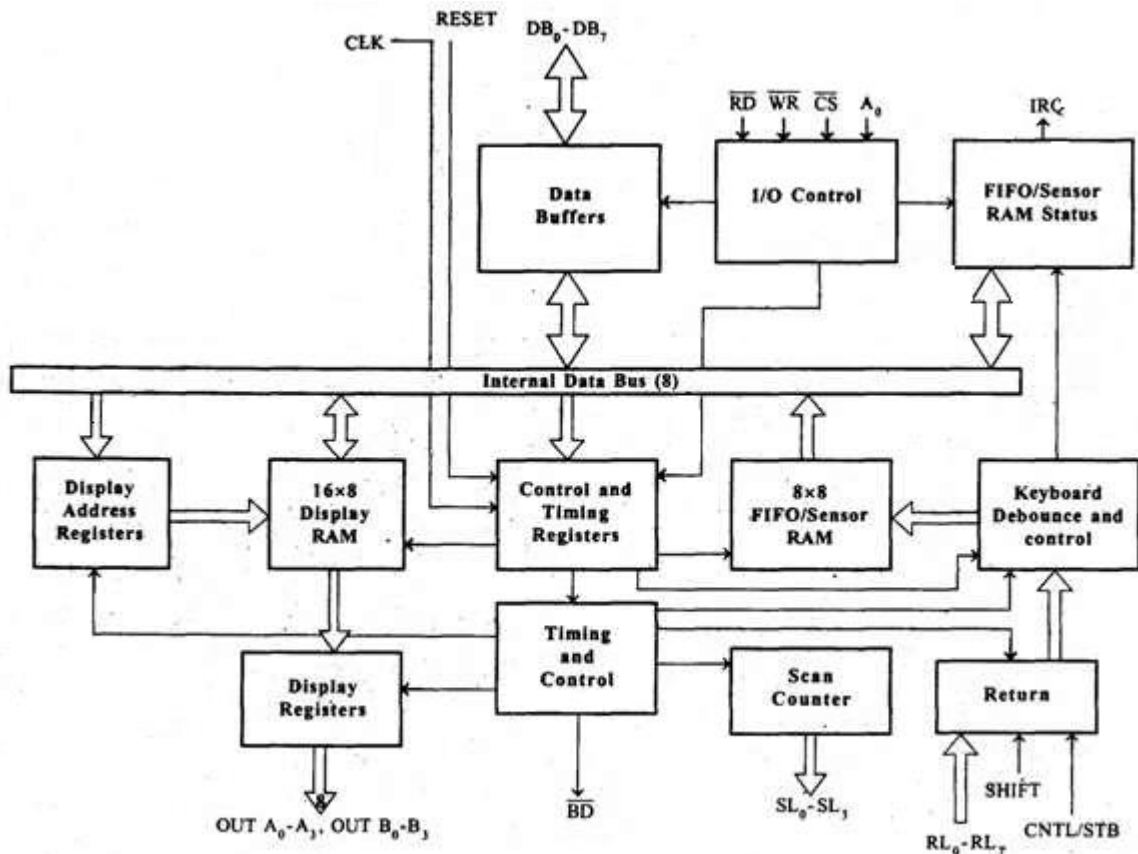 RESET
CLK
DB₀-DB₇
RD WR CS A₀
IRQ
Data
Buffers
I/O Control
FIFO/Sensor
RAM Status
Internal Data Bus (8)
Display
Address
Registers
16×8
Display
RAM
Control and
Timing
Registers
8×8
FIFO/Sensor
RAM
Keyboard
Debounce and
control
Timing
and
Control
Display
Registers
Scan
Counter
Return
8
OUT A₀-A₃, OUT B₀-B₃
BD
SL₀-SL₃
SHIFT
CNTL/STB
RL₀-RL₇